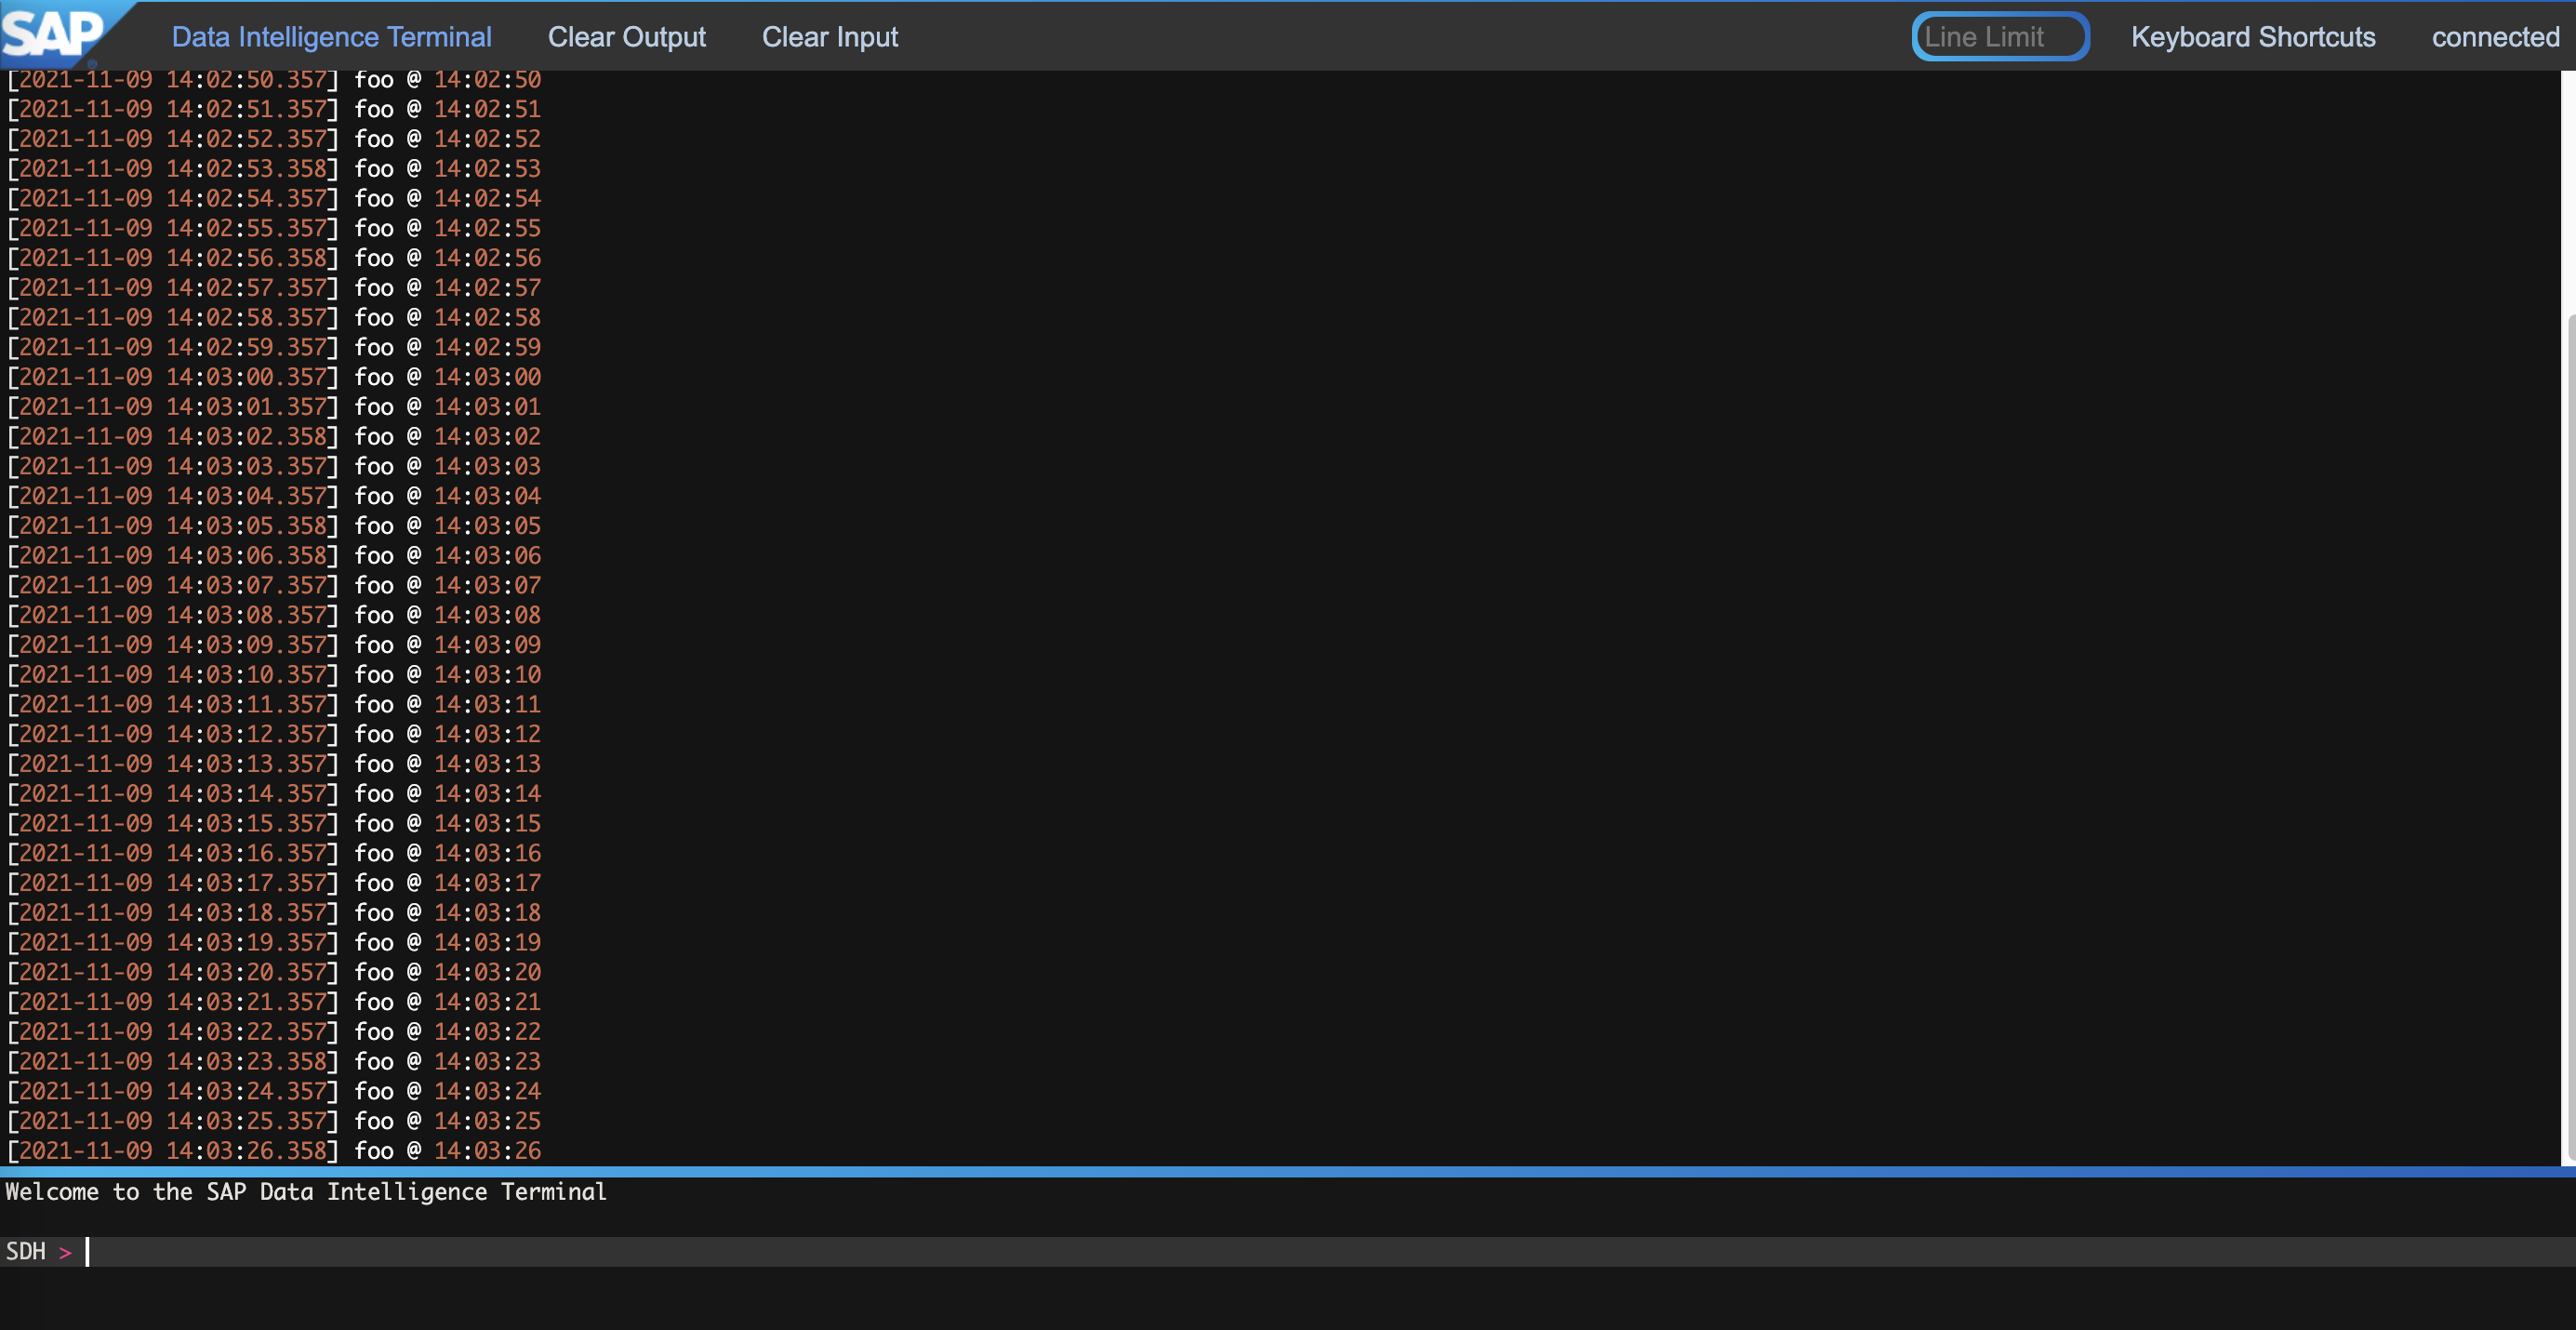 SAP Data Intelligence Terminal Clear Output Clear Input Line Limit Keyboard Shortcuts connected
[2021-11-09 14:02:50.357] foo @ 14:02:50
[2021-11-09 14:02:51.357] foo @ 14:02:51
[2021-11-09 14:02:52.357] foo @ 14:02:52
[2021-11-09 14:02:53.358] foo @ 14:02:53
[2021-11-09 14:02:54.357] foo @ 14:02:54
[2021-11-09 14:02:55.357] foo @ 14:02:55
[2021-11-09 14:02:56.358] foo @ 14:02:56
[2021-11-09 14:02:57.357] foo @ 14:02:57
[2021-11-09 14:02:58.357] foo @ 14:02:58
[2021-11-09 14:02:59.357] foo @ 14:02:59
[2021-11-09 14:03:00.357] foo @ 14:03:00
[2021-11-09 14:03:01.357] foo @ 14:03:01
[2021-11-09 14:03:02.358] foo @ 14:03:02
[2021-11-09 14:03:03.357] foo @ 14:03:03
[2021-11-09 14:03:04.357] foo @ 14:03:04
[2021-11-09 14:03:05.358] foo @ 14:03:05
[2021-11-09 14:03:06.358] foo @ 14:03:06
[2021-11-09 14:03:07.357] foo @ 14:03:07
[2021-11-09 14:03:08.357] foo @ 14:03:08
[2021-11-09 14:03:09.357] foo @ 14:03:09
[2021-11-09 14:03:10.357] foo @ 14:03:10
[2021-11-09 14:03:11.357] foo @ 14:03:11
[2021-11-09 14:03:12.357] foo @ 14:03:12
[2021-11-09 14:03:13.357] foo @ 14:03:13
[2021-11-09 14:03:14.357] foo @ 14:03:14
[2021-11-09 14:03:15.357] foo @ 14:03:15
[2021-11-09 14:03:16.357] foo @ 14:03:16
[2021-11-09 14:03:17.357] foo @ 14:03:17
[2021-11-09 14:03:18.357] foo @ 14:03:18
[2021-11-09 14:03:19.357] foo @ 14:03:19
[2021-11-09 14:03:20.357] foo @ 14:03:20
[2021-11-09 14:03:21.357] foo @ 14:03:21
[2021-11-09 14:03:22.357] foo @ 14:03:22
[2021-11-09 14:03:23.358] foo @ 14:03:23
[2021-11-09 14:03:24.357] foo @ 14:03:24
[2021-11-09 14:03:25.357] foo @ 14:03:25
[2021-11-09 14:03:26.358] foo @ 14:03:26
Welcome to the SAP Data Intelligence Terminal
SDH >